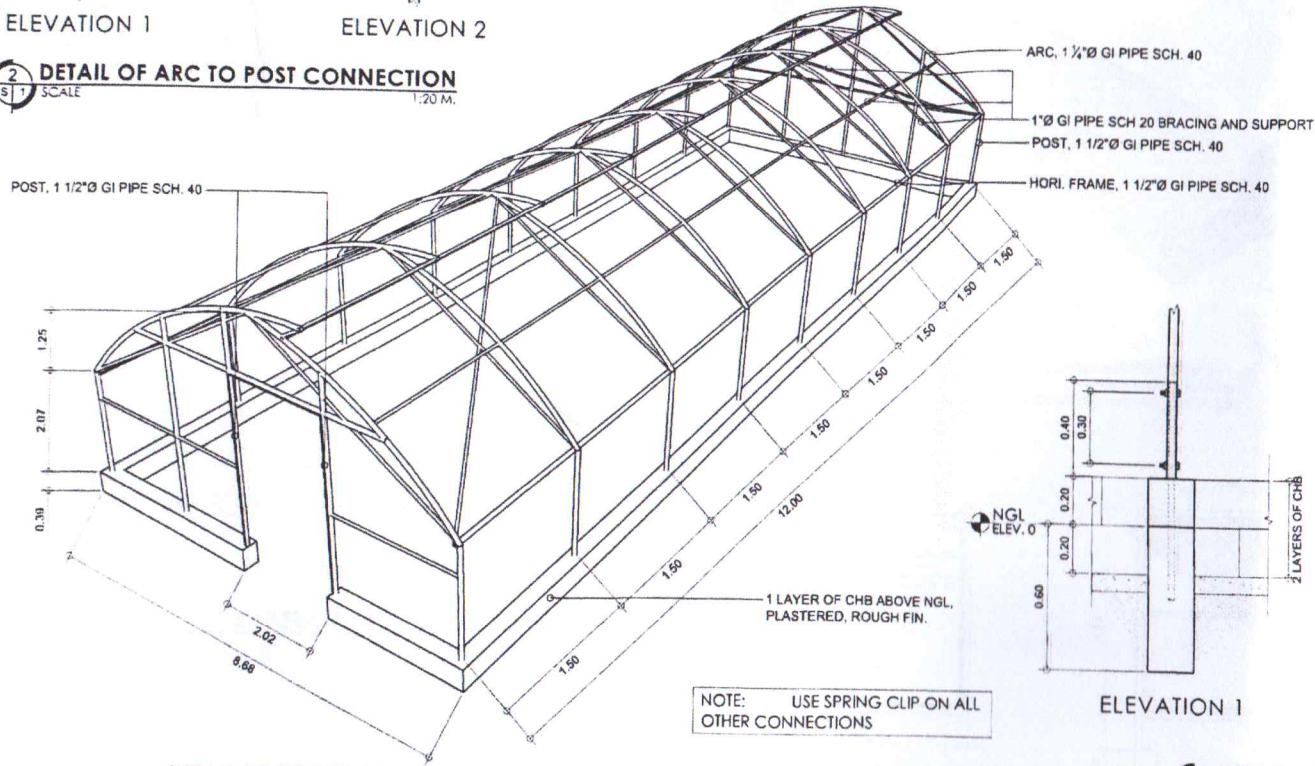 ELEVATION 1
ELEVATION 2
2
S 1
DETAIL OF ARC TO POST CONNECTION
SCALE
1:20 M.
ARC, 1 ¼"Ø GI PIPE SCH. 40
1"Ø GI PIPE SCH 20 BRACING AND SUPPORT
POST, 1 1/2"Ø GI PIPE SCH. 40
HORI. FRAME, 1 1/2"Ø GI PIPE SCH. 40
POST, 1 1/2"Ø GI PIPE SCH. 40
1.25
2.07
0.39
2.02
8.68
1.50
1.50
1.50
1.50
1.50
1.50
1.50
1.50
12.00
1 LAYER OF CHB ABOVE NGL,
PLASTERED, ROUGH FIN.
NOTE: USE SPRING CLIP ON ALL
OTHER CONNECTIONS
0.40
0.30
0.20
0.20
0.60
NGL
ELEV. 0
2 LAYERS OF CHB
ELEVATION 1